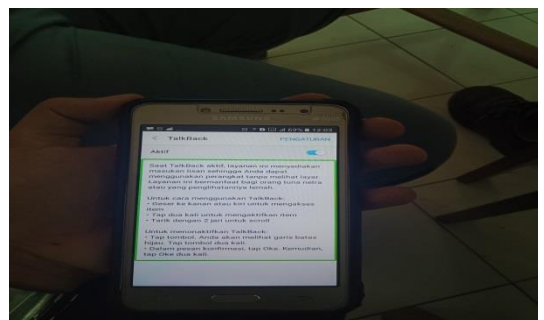 SAMSUNG
83% 12:03
< TalkBack
PENGATURAN
Aktif
Saat TalkBack aktif, layanan ini menyediakan
masukan lisan sehingga Anda dapat
menggunakan perangkat tanpa melihat layar.
Layanan ini bermanfaat bagi orang tuna netra
atau yang penglihatannya lemah.
Untuk cara menggunakan TalkBack:
- Gesar ke kanan atau kiri untuk mengakses
item
- Tap dua kali untuk mengaktifkan item
- Tarik dengan 2 jari untuk scroll
Untuk menonaktifkan TalkBack:
- Tap tombol. Anda akan melihat garis batas
hijau. Tap tombol dua kali.
- Dalam pesan konfirmasi, tap Oke. Kemudian,
tap Oke dua kali.